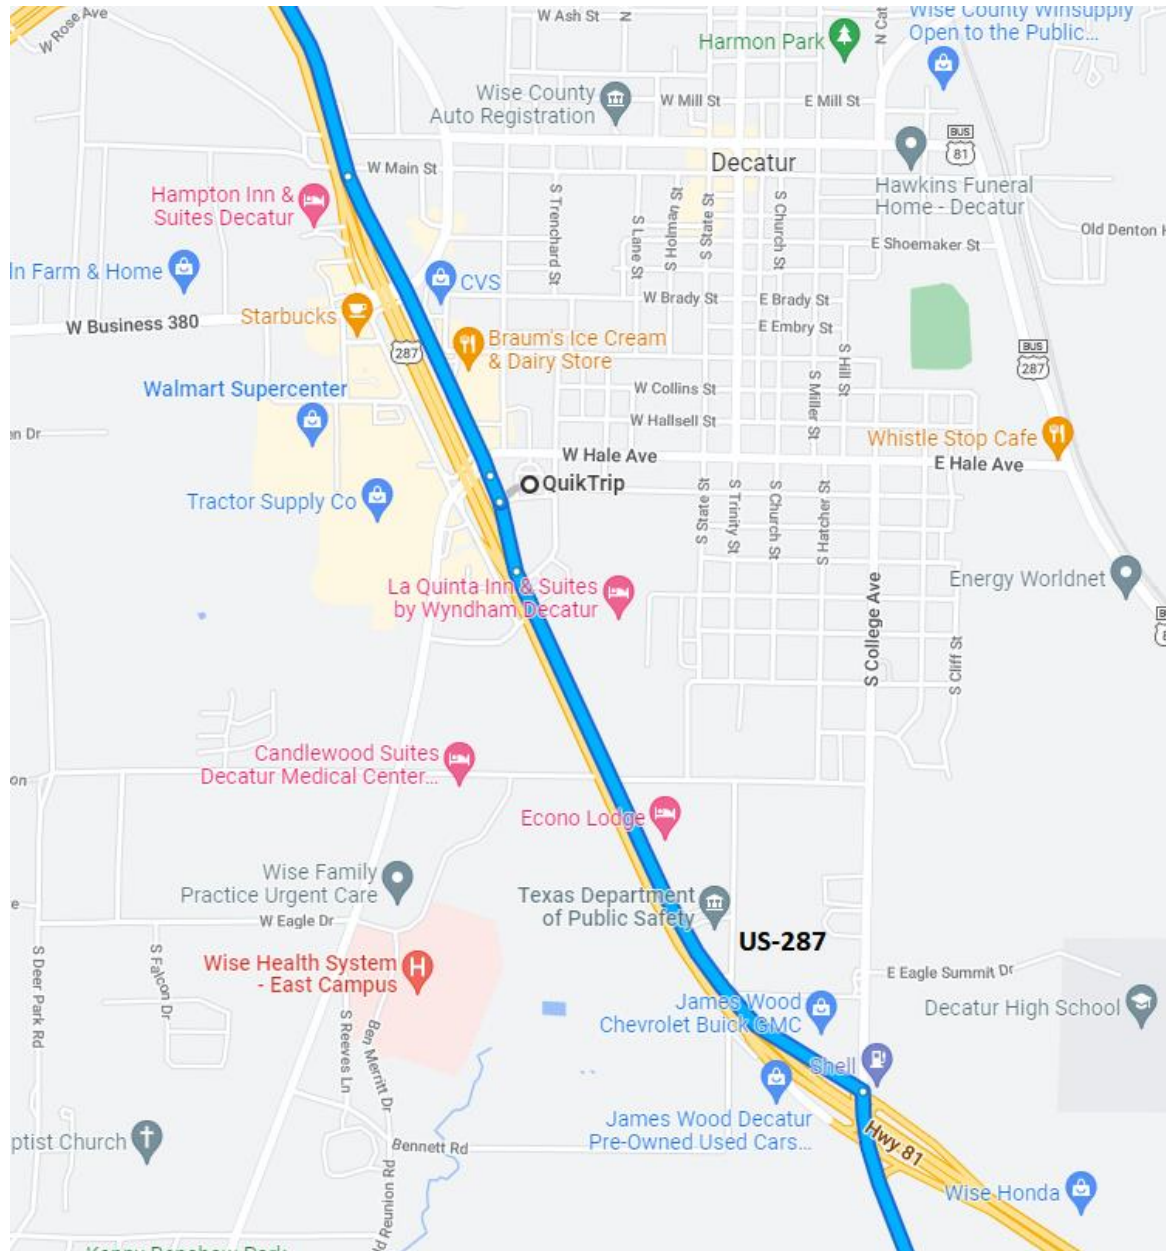 W Rose Ave
W Ash St
N
N Cat
Wise County Winsupply
Open to the Public...
Harmon Park
Wise County
Auto Registration
W Mill St
E Mill St
BUS
81
Decatur
W Main St
Hawkins Funeral
Home - Decatur
Hampton Inn &
Suites Decatur
S Trenchard St
S Lane St
S Holman St
S State St
S Church St
E Shoemaker St
Old Denton
ln Farm & Home
CVS
W Brady St
E Brady St
W Business 380
Starbucks
E Embry St
287
Braum's Ice Cream
& Dairy Store
BUS
287
S Hill St
S Miller St
Walmart Supercenter
W Collins St
W Hallsell St
en Dr
Whistle Stop Cafe
W Hale Ave
E Hale Ave
QuikTrip
Tractor Supply Co
S State St
S Trinity St
S Church St
S Hatcher St
La Quinta Inn & Suites
by Wyndham Decatur
Energy Worldnet
S College Ave
S Cliff St
Candlewood Suites
Decatur Medical Center...
on
Econo Lodge
Wise Family
Practice Urgent Care
Texas Department
of Public Safety
W Eagle Dr
US-287
S Deer Park Rd
S Falcon Dr
Wise Health System
- East Campus
H
E Eagle Summit Dr
James Wood
Chevrolet Buick GMC
Decatur High School
S Reeves Ln
Ben Merritt Dr
Shell
James Wood Decatur
Pre-Owned Used Cars...
Hwy 81
ptist Church
Bennett Rd
ld Reunion Rd
Wise Honda